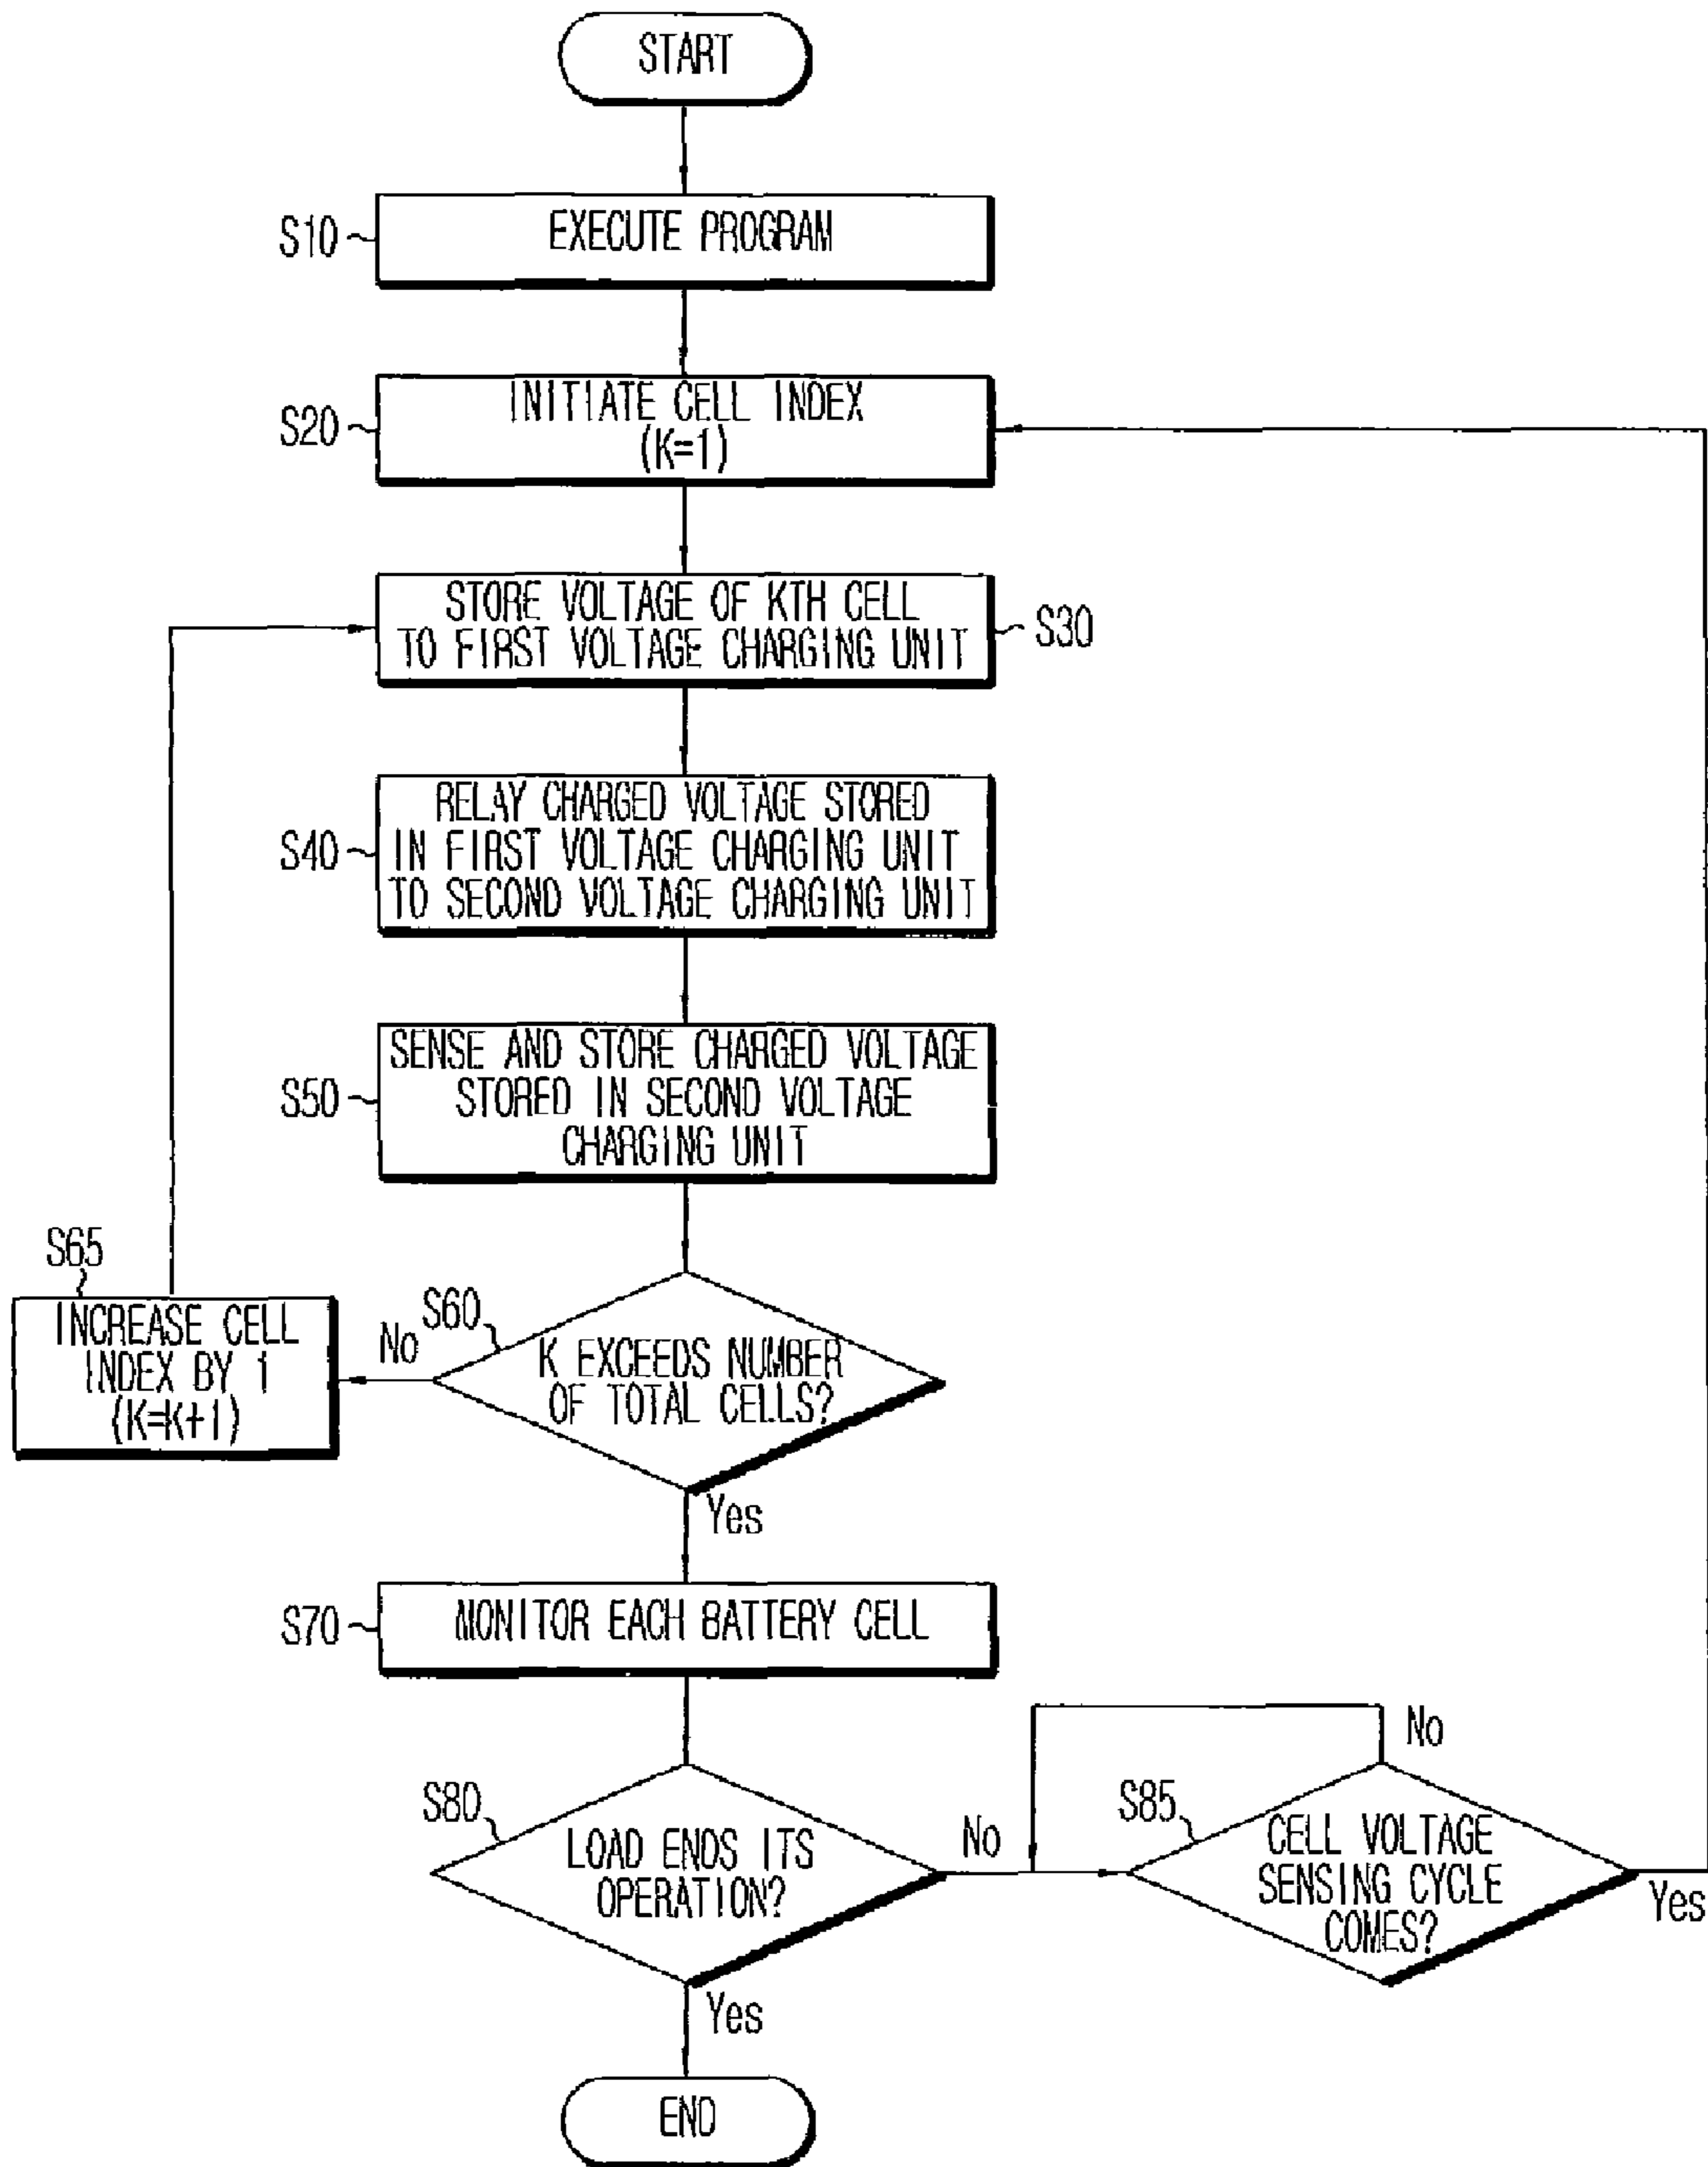 START
S10
EXECUTE PROGRAM
S20
INITIATE CELL INDEX
(K=1)
STORE VOLTAGE OF KTH CELL
TO FIRST VOLTAGE CHARGING UNIT
S30
S40
RELAY CHARGED VOLTAGE STORED
IN FIRST VOLTAGE CHARGING UNIT
TO SECOND VOLTAGE CHARGING UNIT
S50
SENSE AND STORE CHARGED VOLTAGE
STORED IN SECOND VOLTAGE
CHARGING UNIT
S65
INCREASE CELL
INDEX BY 1
(K=K+1)
No
S60
K EXCEEDS NUMBER
OF TOTAL CELLS?
Yes
S70
MONITOR EACH BATTERY CELL
S80
LOAD ENDS ITS
OPERATION?
No
Yes
S85
No
CELL VOLTAGE
SENSING CYCLE
COMES?
Yes
END